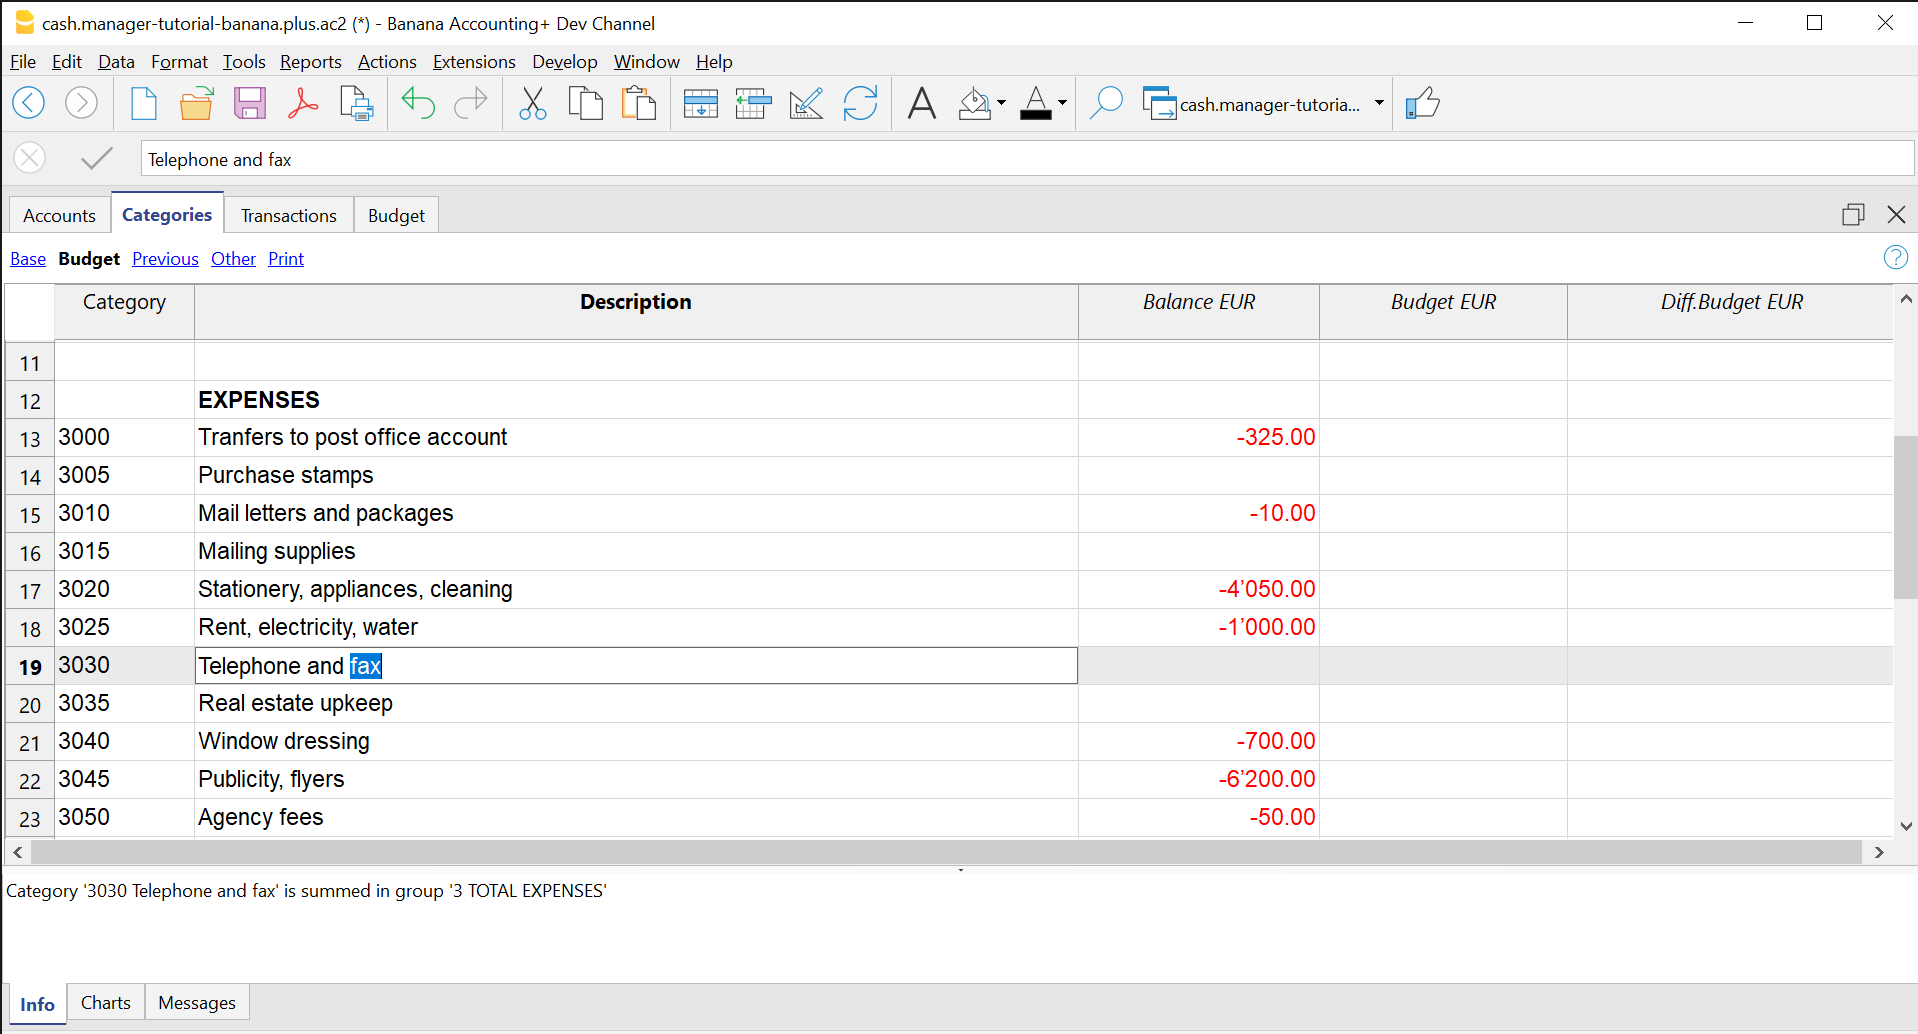 cash.manager-tutorial-banana.plus.ac2 (*) - Banana Accounting+ Dev Channel
File Edit Data Format Tools Reports Actions Extensions Develop Window Help
A A cash.manager-tutoria...
Telephone and fax
Accounts Categories Transactions Budget
Base Budget Previous Other Print ?
Category Description Balance EUR Budget EUR Diff.Budget EUR
11
12 EXPENSES
13 3000 Tranfers to post office account -325.00
14 3005 Purchase stamps
15 3010 Mail letters and packages -10.00
16 3015 Mailing supplies
17 3020 Stationery, appliances, cleaning -4’050.00
18 3025 Rent, electricity, water -1’000.00
19 3030 Telephone and fax
20 3035 Real estate upkeep
21 3040 Window dressing -700.00
22 3045 Publicity, flyers -6’200.00
23 3050 Agency fees -50.00
Category '3030 Telephone and fax' is summed in group '3 TOTAL EXPENSES'
Info Charts Messages